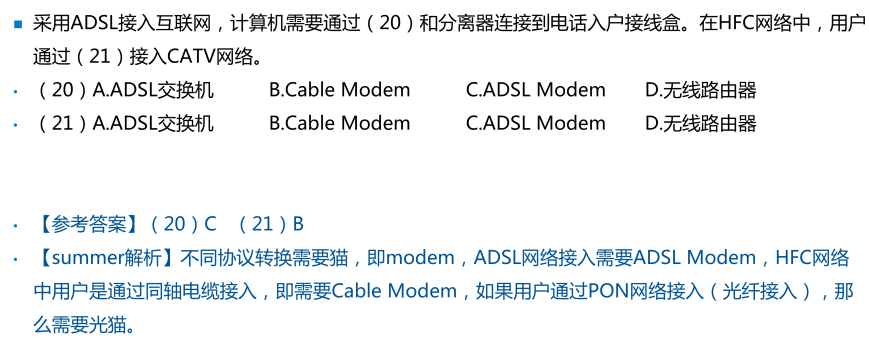 采用ADSL接入互联网，计算机需要通过（20）和分离器连接到电话入户接线盒。在HFC网络中，用户
通过（21）接入CATV网络。
（20）A.ADSL交换机 B.Cable Modem C.ADSL Modem D.无线路由器
（21）A.ADSL交换机 B.Cable Modem C.ADSL Modem D.无线路由器
【参考答案】（20）C （21）B
【summer解析】不同协议转换需要猫，即modem，ADSL网络接入需要ADSL Modem，HFC网络
中用户是通过同轴电缆接入，即需要Cable Modem，如果用户通过PON网络接入（光纤接入），那
么需要光猫。